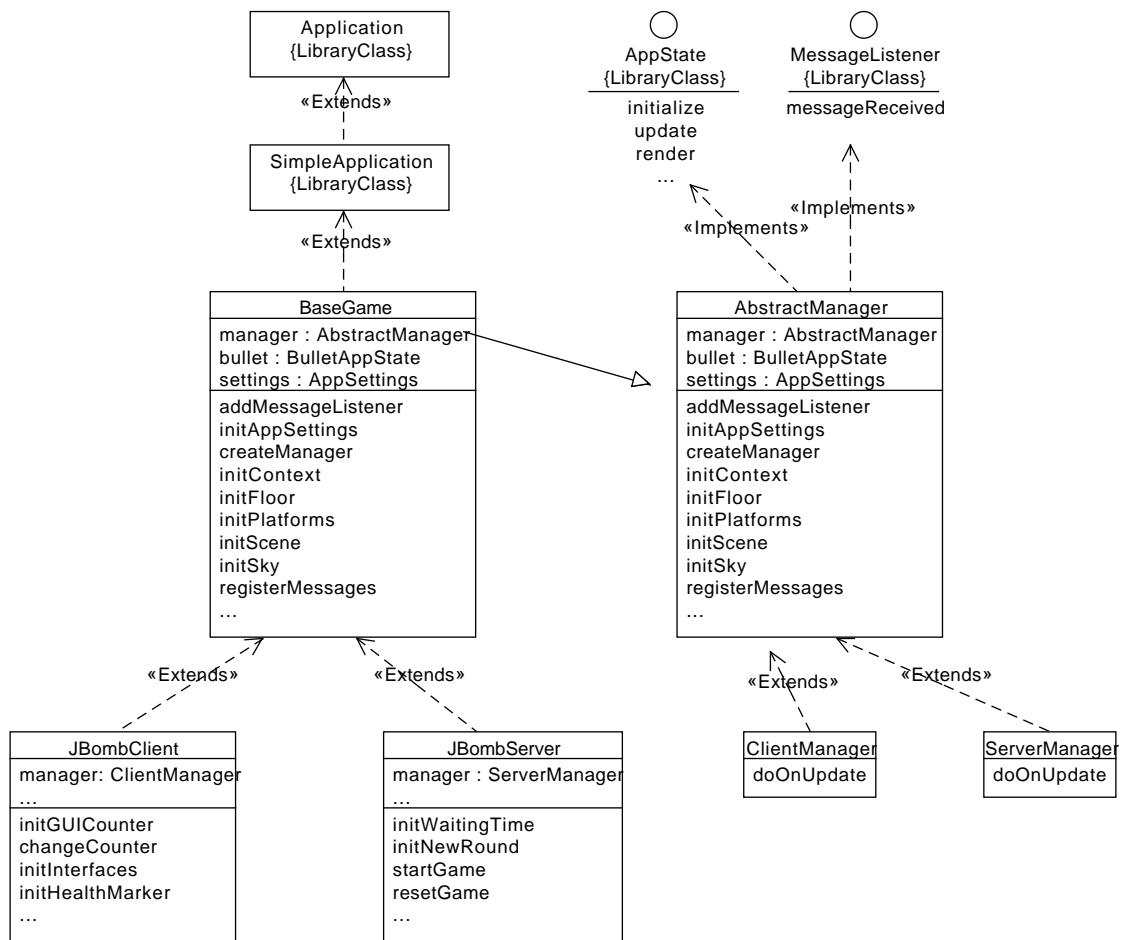 Application
{LibraryClass}
«Extends»
SimpleApplication
{LibraryClass}
«Extends»
AppState
{LibraryClass}
initialize
update
render
...
«Implements»
MessageListener
{LibraryClass}
messageReceived
«Implements»
BaseGame
manager : AbstractManager
bullet : BulletAppState
settings : AppSettings
addMessageListener
initAppSettings
createManager
initContext
initFloor
initPlatforms
initScene
initSky
registerMessages
...
AbstractManager
manager : AbstractManager
bullet : BulletAppState
settings : AppSettings
addMessageListener
initAppSettings
createManager
initContext
initFloor
initPlatforms
initScene
initSky
registerMessages
...
«Extends»
«Extends»
«Extends»
«Extends»
JBombClient
manager: ClientManager
...
initGUICounter
changeCounter
initInterfaces
initHealthMarker
...
JBombServer
manager : ServerManager
...
initWaitingTime
initNewRound
startGame
resetGame
...
ClientManager
doOnUpdate
ServerManager
doOnUpdate